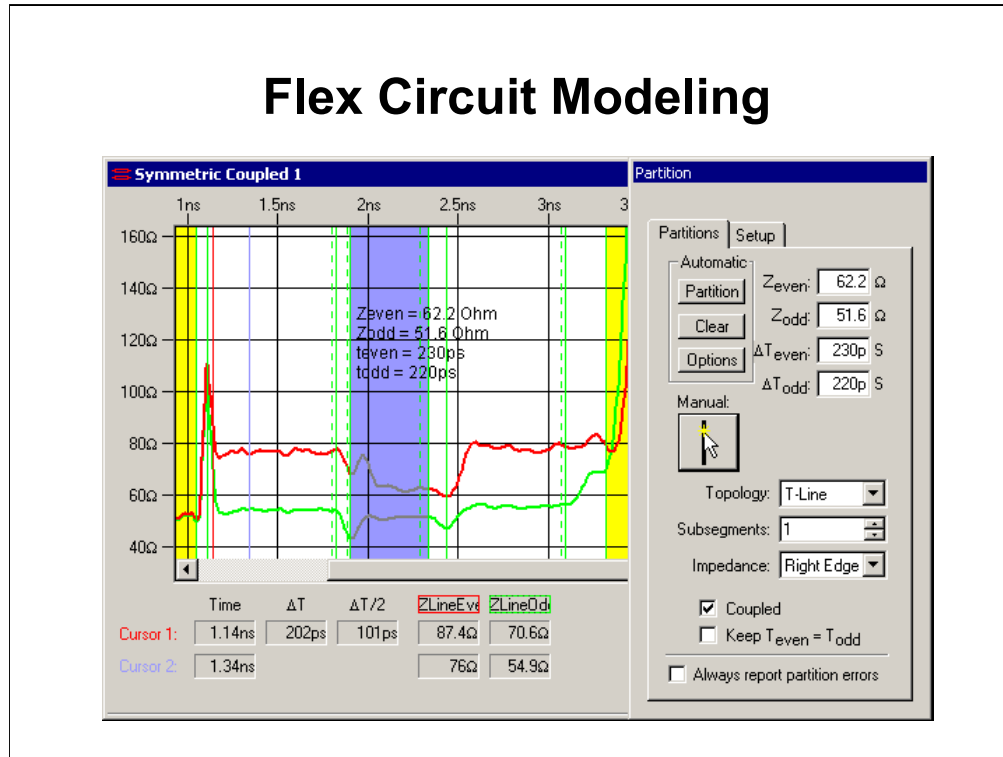 Flex Circuit Modeling
Symmetric Coupled 1
1ns 1.5ns 2ns 2.5ns 3ns 3
160Ω
140Ω
120Ω
100Ω
80Ω
60Ω
40Ω
Zeven = 62.2 Ohm
Zodd = 51.6 Ohm
teven = 230ps
todd = 220ps
Time ΔT ΔT/2 ZLineEve ZLineOd
Cursor 1: 1.14ns 202ps 101ps 87.4Ω 70.6Ω
Cursor 2: 1.34ns 76Ω 54.9Ω
Partition
Partitions Setup
Automatic
Partition
Clear
Options
Zeven: 62.2 Ω
Zodd: 51.6 Ω
ΔTeven: 230p S
ΔTodd: 220p S
Manual:
Topology: T-Line
Subsegments: 1
Impedance: Right Edge
Coupled
Keep Teven = Todd
Always report partition errors